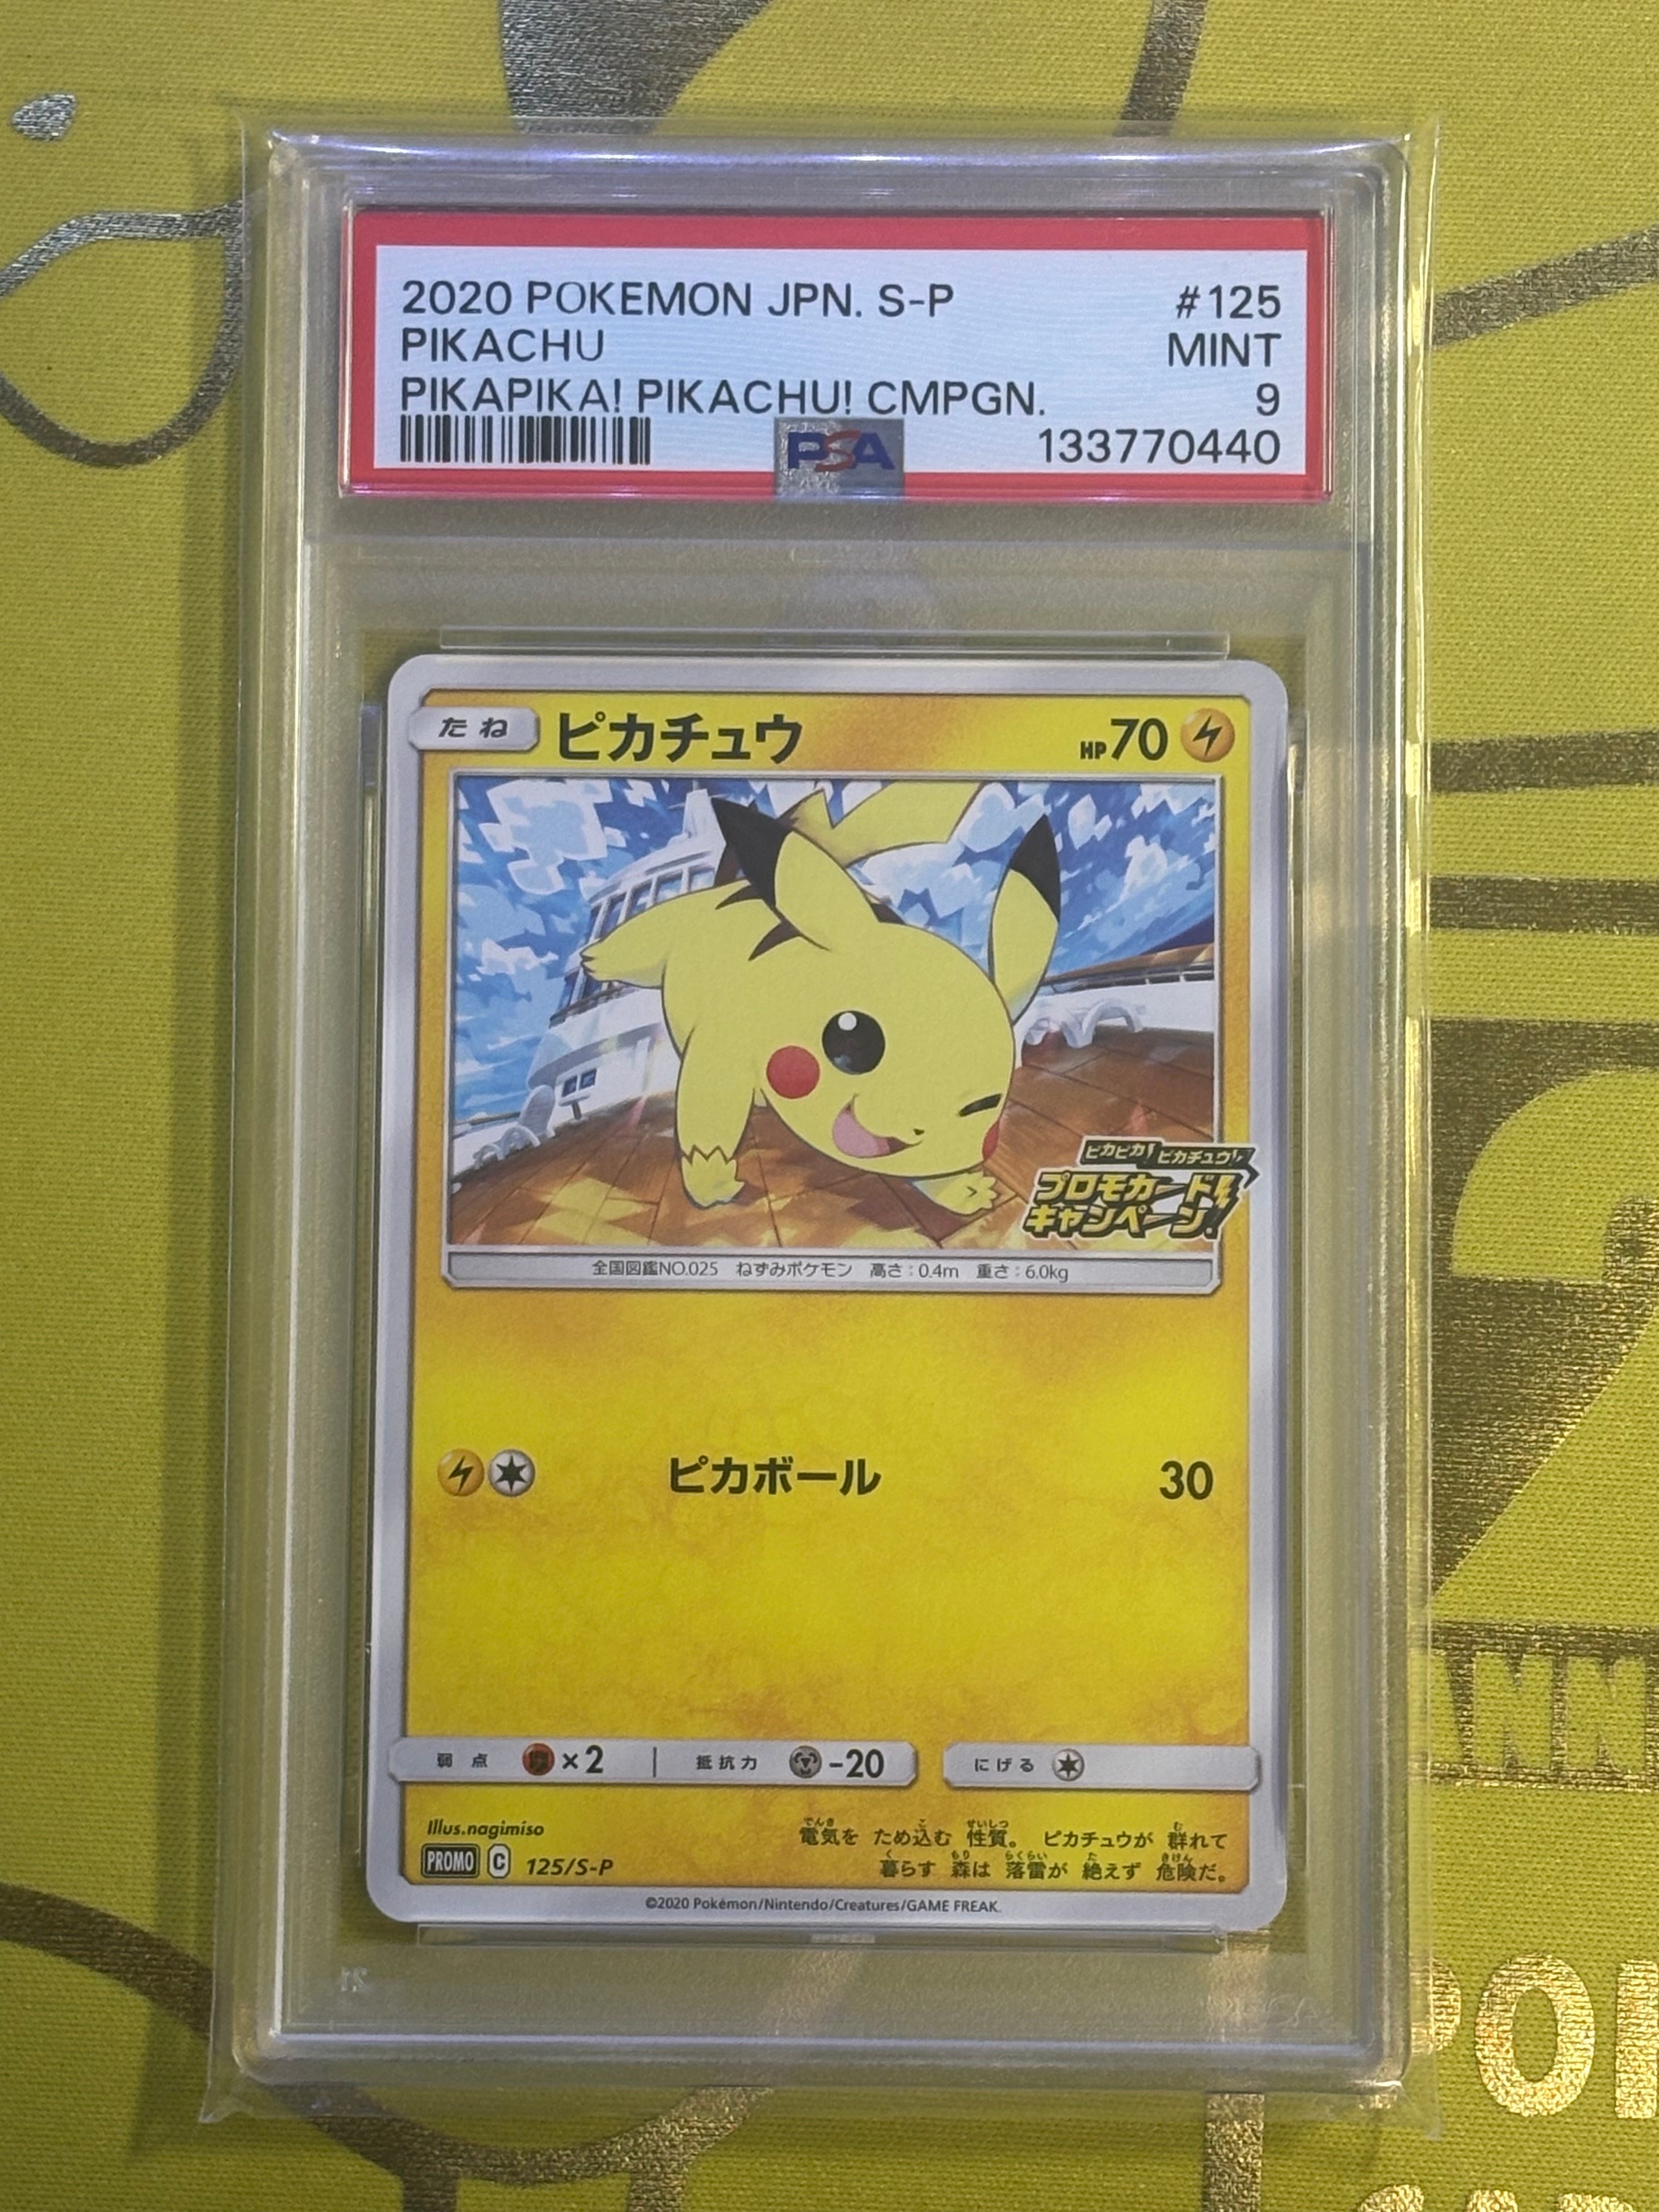 2020 POKEMON JPN. S-P #125
PIKACHU MINT
PIKAPIKA! PIKACHU! CMPGN. 9
PSA 133770440
たね ピカチュウ HP70
ピカピカ! ピカチュウ!
プロモカード
キャンペーン!
全国図鑑NO.025 ねずみポケモン 高さ:0.4m 重さ:6.0kg
ピカボール 30
弱点 ×2 抵抗力 -20 にげる
Illus.nagimiso
電気を ため込む 性質。 ピカチュウが 群れて
暮らす 森は 落雷が 絶えず 危険だ。
PROMO C 125/S-P
©2020 Pokémon/Nintendo/Creatures/GAME FREAK.